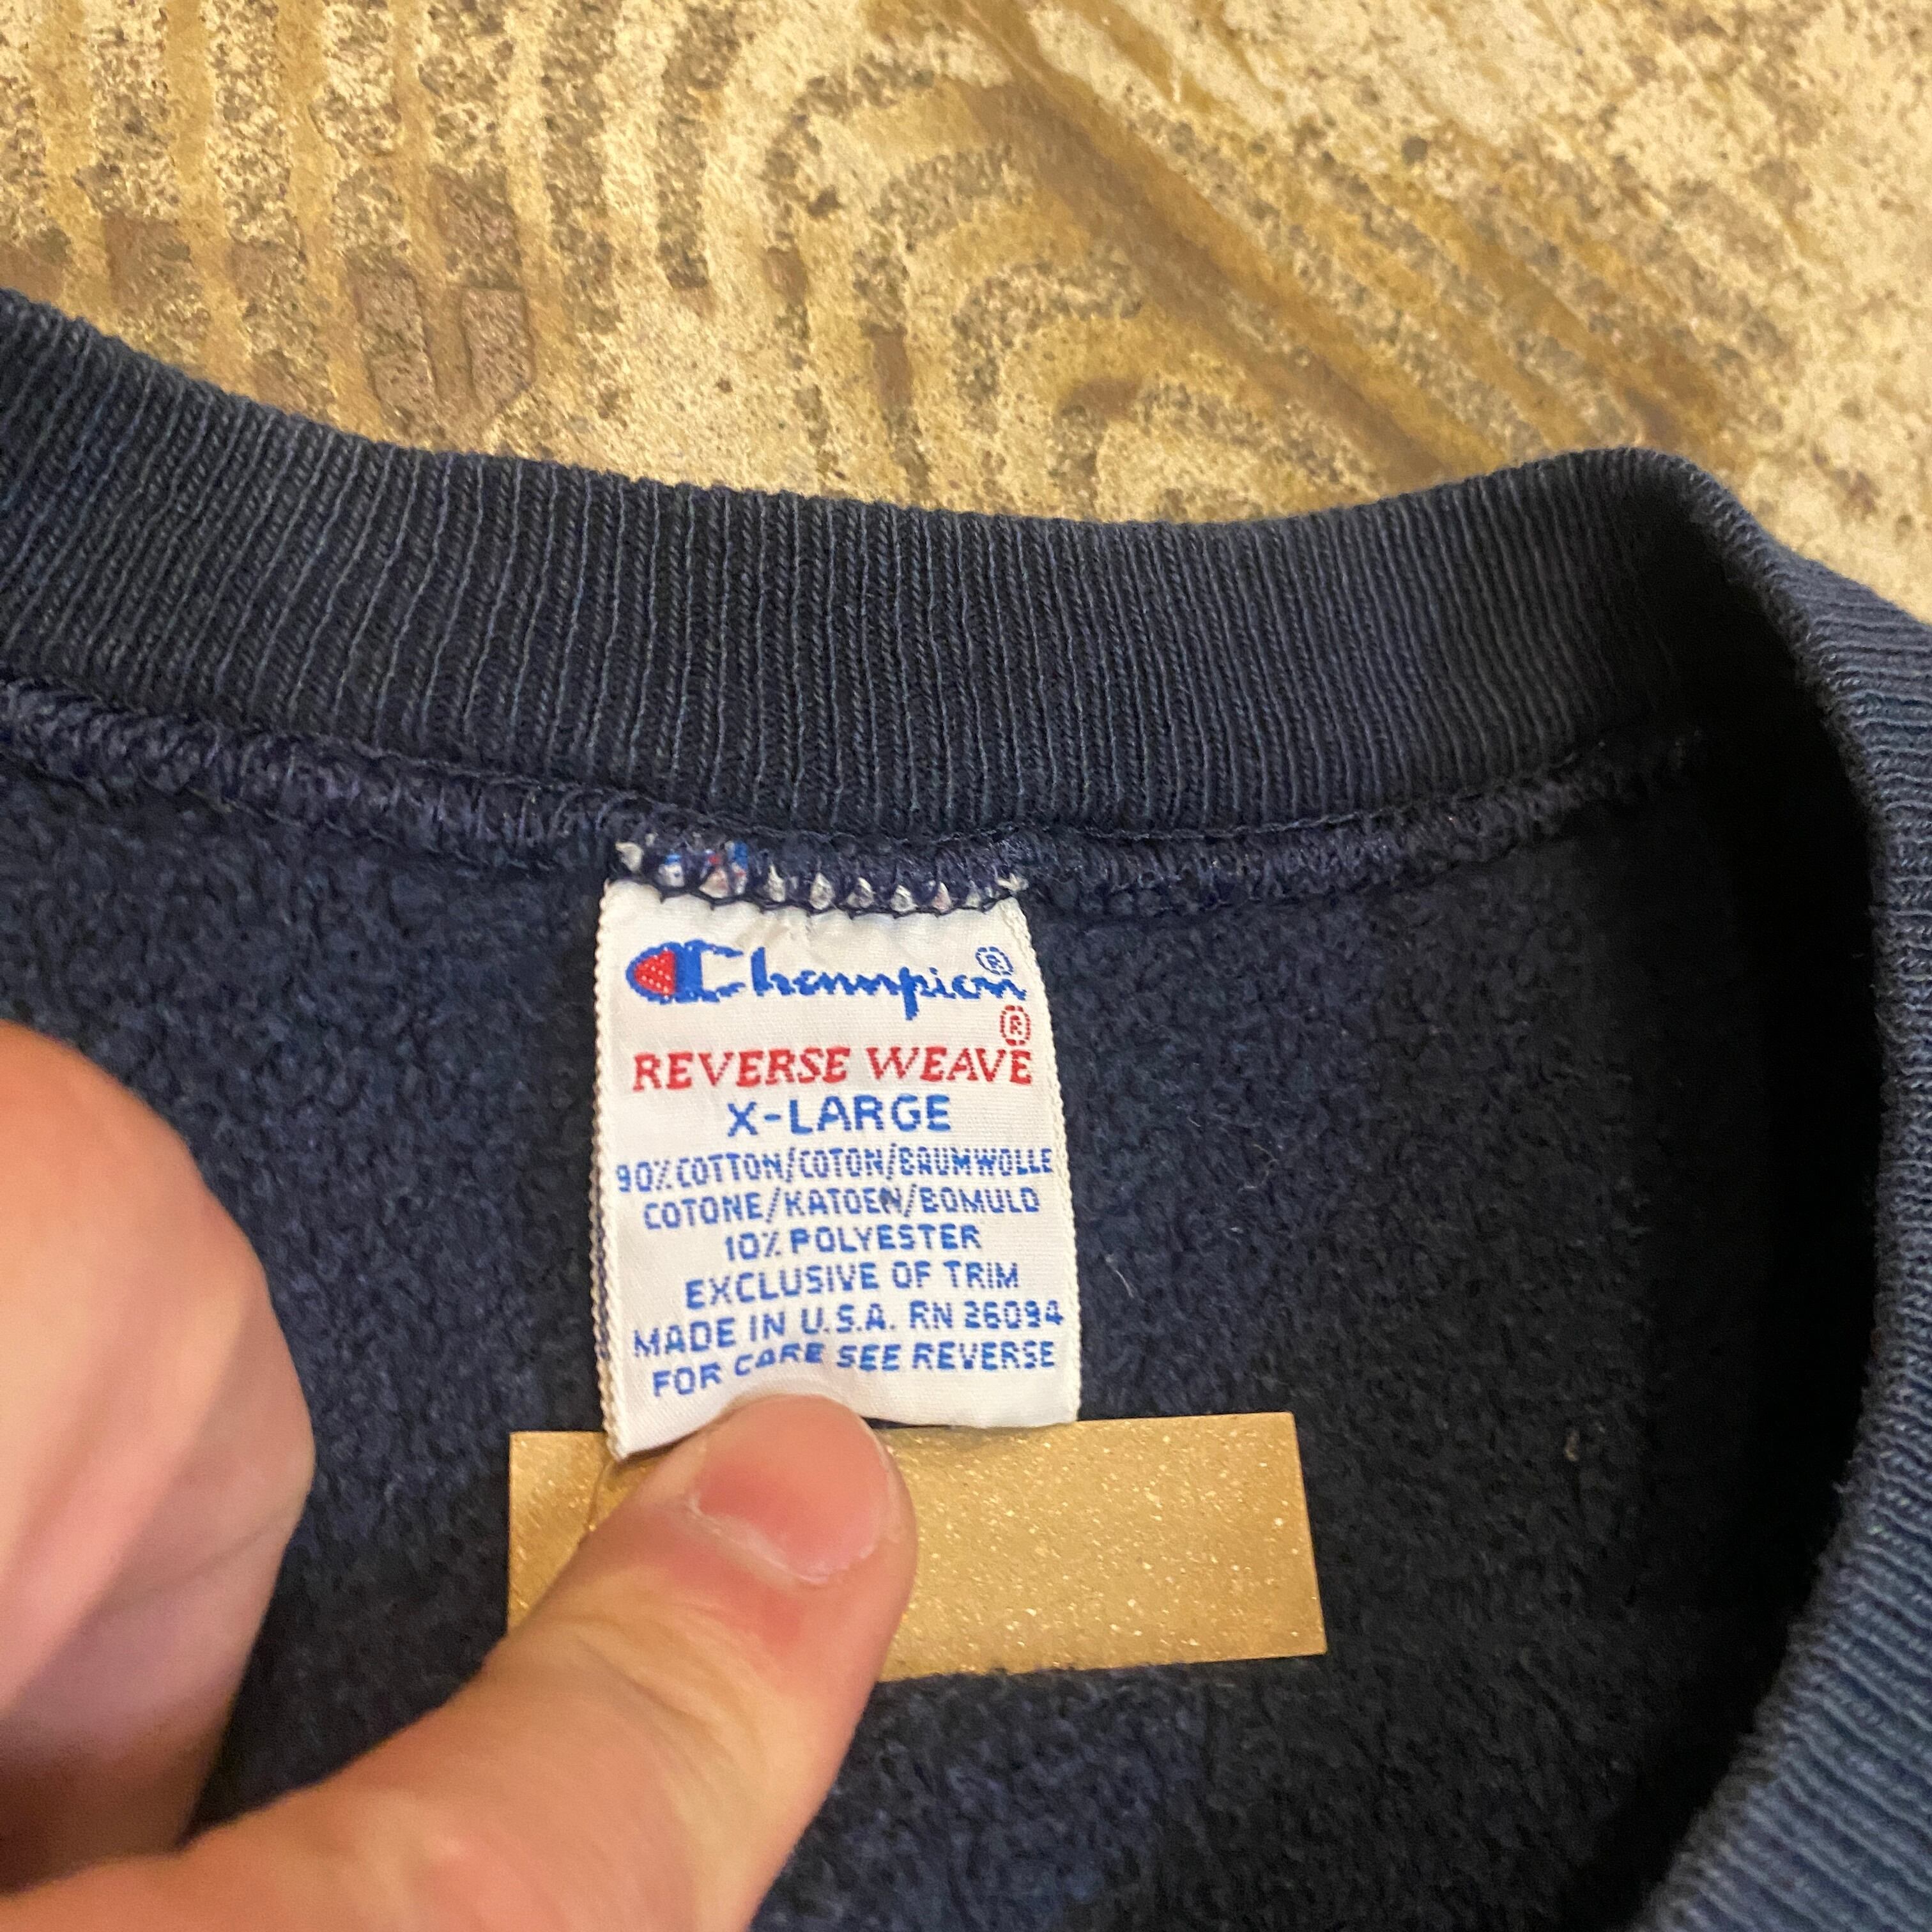 Champion®
®
REVERSE WEAVE
X-LARGE
90% COTTON/COTON/BAUMWOLLE
COTONE/KATOEN/BOMULD
10% POLYESTER
EXCLUSIVE OF TRIM
MADE IN U.S.A. RN 26094
FOR CARE SEE REVERSE